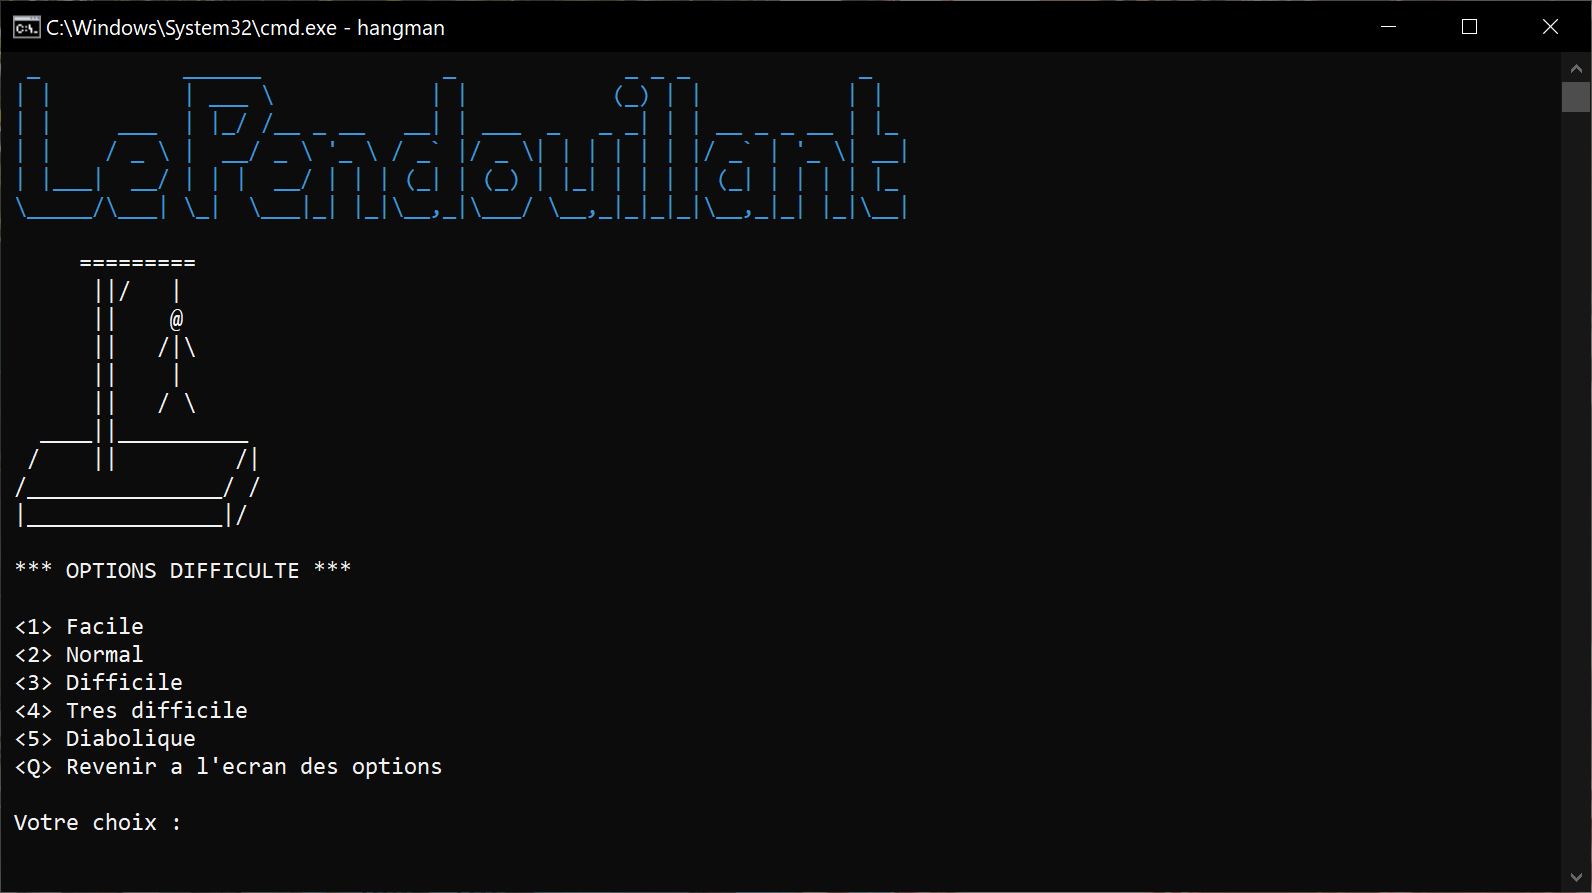 C:\Windows\System32\cmd.exe - hangman
LePendouillant
*** OPTIONS DIFFICULTE ***
<1> Facile
<2> Normal
<3> Difficile
<4> Tres difficile
<5> Diabolique
<Q> Revenir a l'ecran des options
Votre choix :